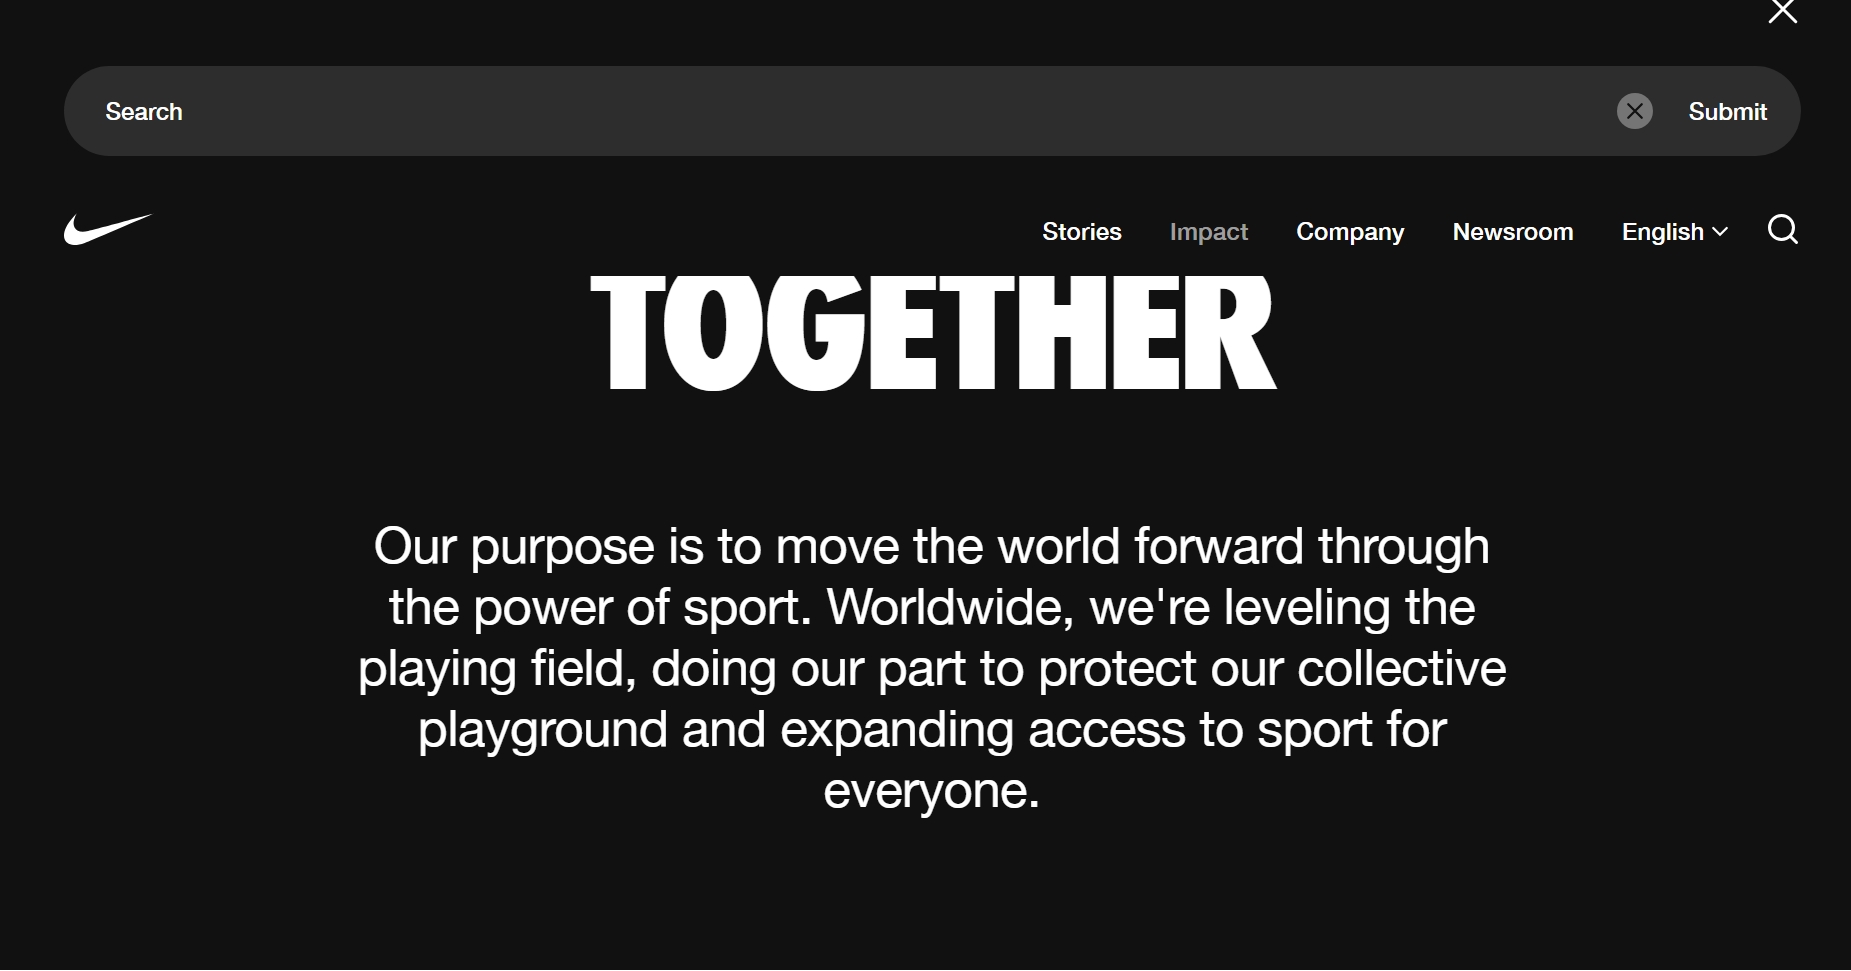 Search
Submit
Stories
Impact
Company
Newsroom
English
TOGETHER
Our purpose is to move the world forward through
the power of sport. Worldwide, we're leveling the
playing field, doing our part to protect our collective
playground and expanding access to sport for
everyone.